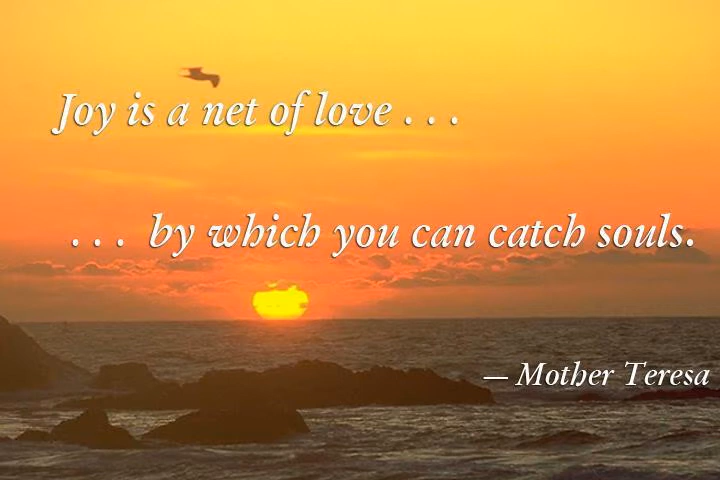 Joy is a net of love . . .
. . . by which you can catch souls.
— Mother Teresa